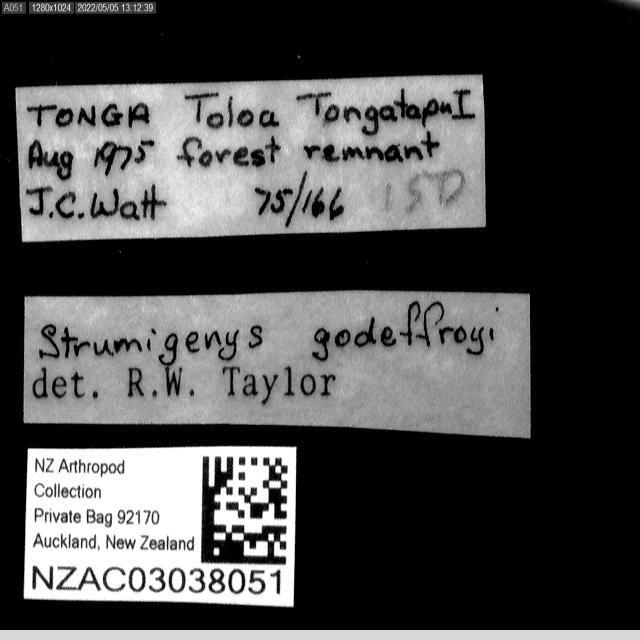 A051 1280x1024 2022/05/05 13:12:39
TONGA Toloa Tongatapu I
Aug 1975 forest remnant
J.C. Watt 75/166 15D
Strumigenys godeffroyi
det. R.W. Taylor
NZ Arthropod
Collection
Private Bag 92170
Auckland, New Zealand
NZAC03038051